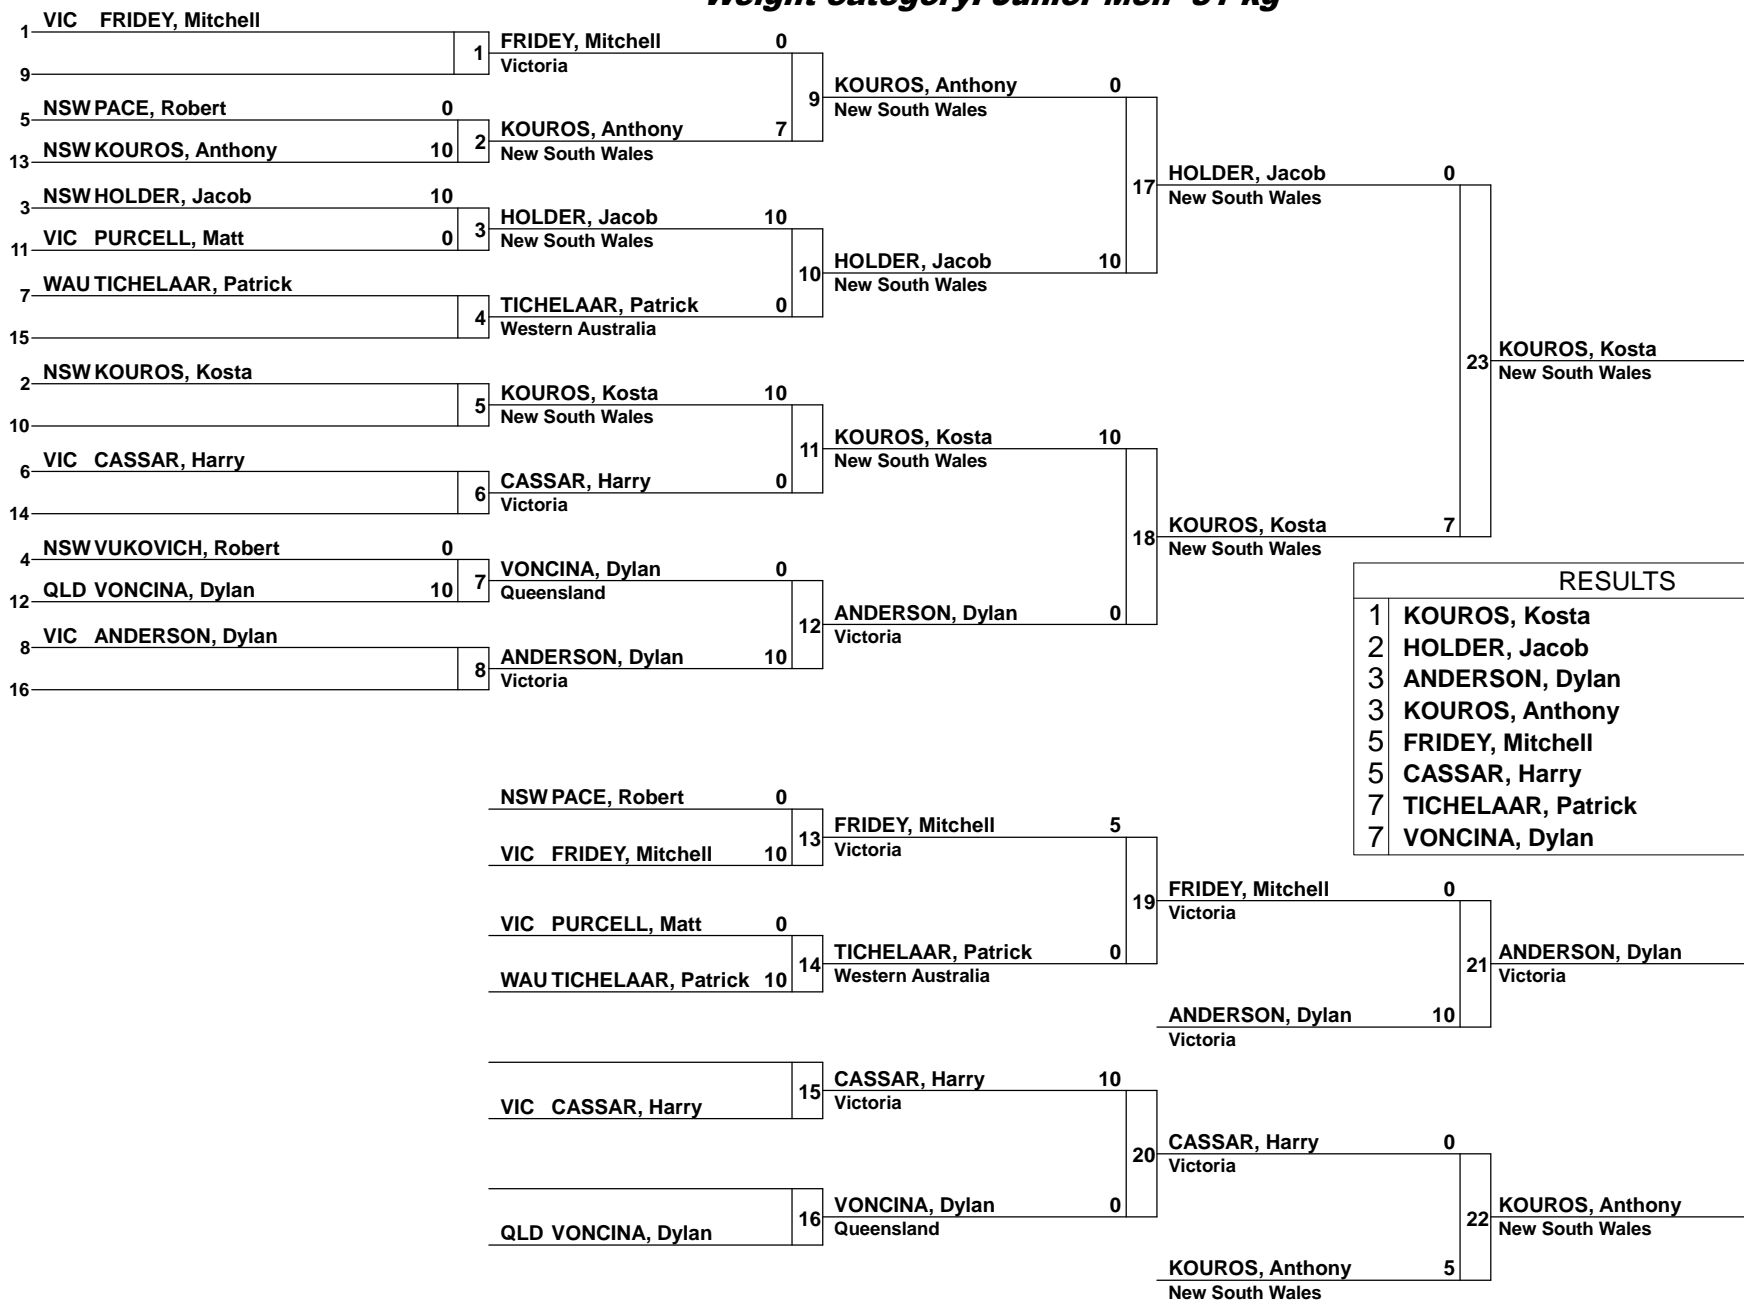 Weight category: Junior Men -81 kg
1 VIC FRIDEY, Mitchell
9
1
5 NSW PACE, Robert 0
13 NSW KOUROS, Anthony 10
2
3 NSW HOLDER, Jacob 10
11 VIC PURCELL, Matt 0
3
7 WAU TICHELAAR, Patrick
15
4
2 NSW KOUROS, Kosta
10
5
6 VIC CASSAR, Harry
14
6
4 NSW VUKOVICH, Robert 0
12 QLD VONCINA, Dylan 10
7
8 VIC ANDERSON, Dylan
16
8
FRIDEY, Mitchell 0
Victoria
KOUROS, Anthony 7
New South Wales
9
HOLDER, Jacob 10
New South Wales
TICHELAAR, Patrick 0
Western Australia
10
KOUROS, Kosta 10
New South Wales
CASSAR, Harry 0
Victoria
11
VONCINA, Dylan 0
Queensland
ANDERSON, Dylan 10
Victoria
12
KOUROS, Anthony 0
New South Wales
HOLDER, Jacob 10
New South Wales
17
KOUROS, Kosta 10
New South Wales
ANDERSON, Dylan 0
Victoria
18
HOLDER, Jacob 0
New South Wales
KOUROS, Kosta 7
New South Wales
23
KOUROS, Kosta
New South Wales
RESULTS
1 KOUROS, Kosta
2 HOLDER, Jacob
3 ANDERSON, Dylan
3 KOUROS, Anthony
5 FRIDEY, Mitchell
5 CASSAR, Harry
7 TICHELAAR, Patrick
7 VONCINA, Dylan
NSW PACE, Robert 0
VIC FRIDEY, Mitchell 10
13
VIC PURCELL, Matt 0
WAU TICHELAAR, Patrick 10
14
VIC CASSAR, Harry
15
QLD VONCINA, Dylan
16
FRIDEY, Mitchell 5
Victoria
TICHELAAR, Patrick 0
Western Australia
19
CASSAR, Harry 10
Victoria
VONCINA, Dylan 0
Queensland
20
FRIDEY, Mitchell 0
Victoria
ANDERSON, Dylan 10
Victoria
21
ANDERSON, Dylan
Victoria
CASSAR, Harry 0
Victoria
KOUROS, Anthony 5
New South Wales
22
KOUROS, Anthony
New South Wales